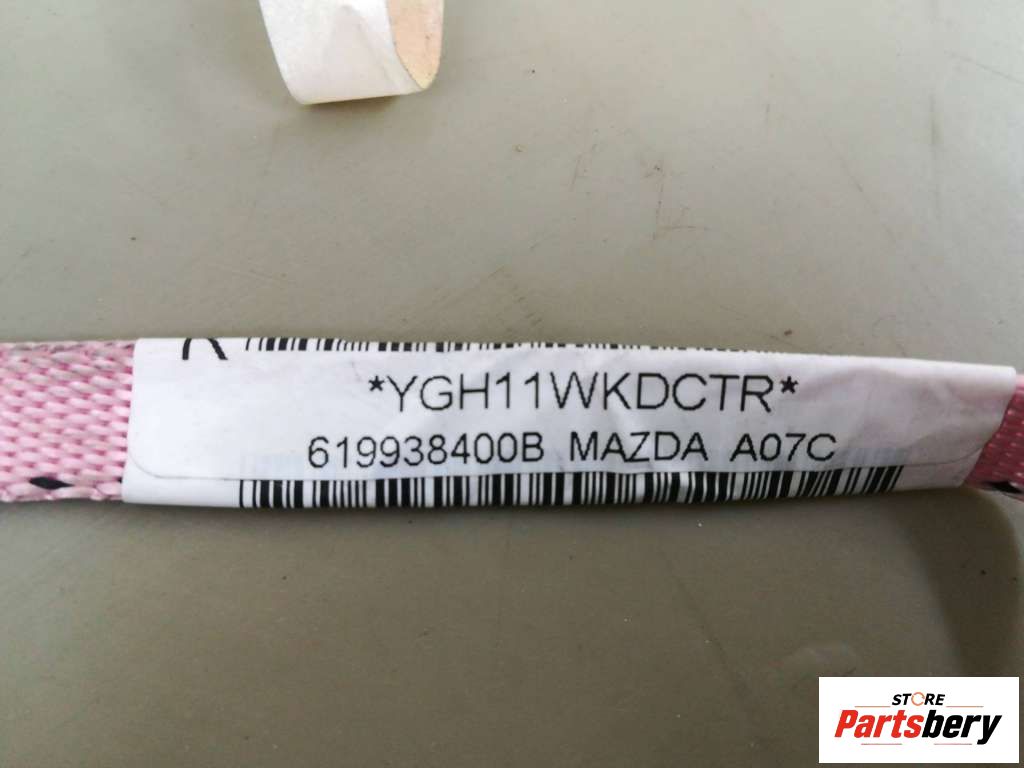 R
*YGH11WKDCTR*
619938400B MAZDA A07C
STORE
Partsbery